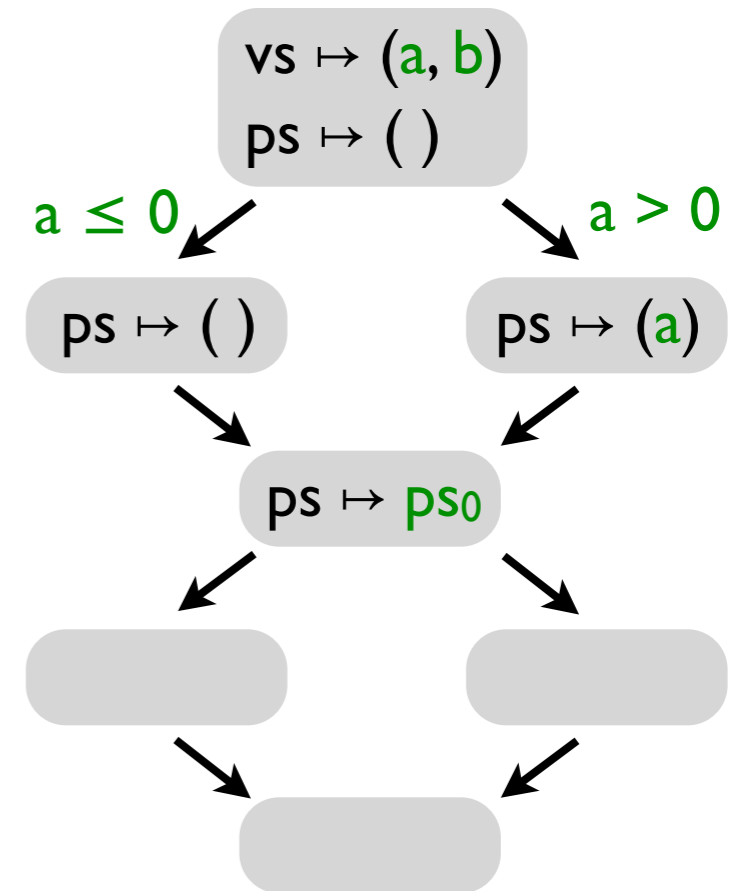 vs ↦ (a, b)
ps ↦ ( )
a ≤ 0
a > 0
ps ↦ ( )
ps ↦ (a)
ps ↦ ps₀